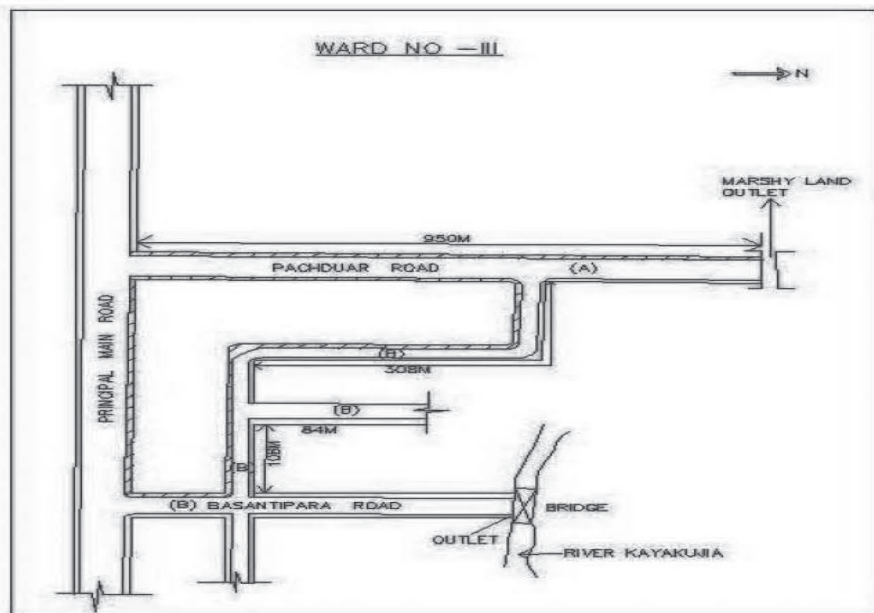 WARD NO -III
N
MARSHY LAND
OUTLET
950M
PACHDUAR ROAD
(A)
PRINCIPAL MAIN ROAD
308M
(B)
84M
108M
(B)
(B) BASANTIPARA ROAD
BRIDGE
OUTLET
RIVER KAYAKUJIA